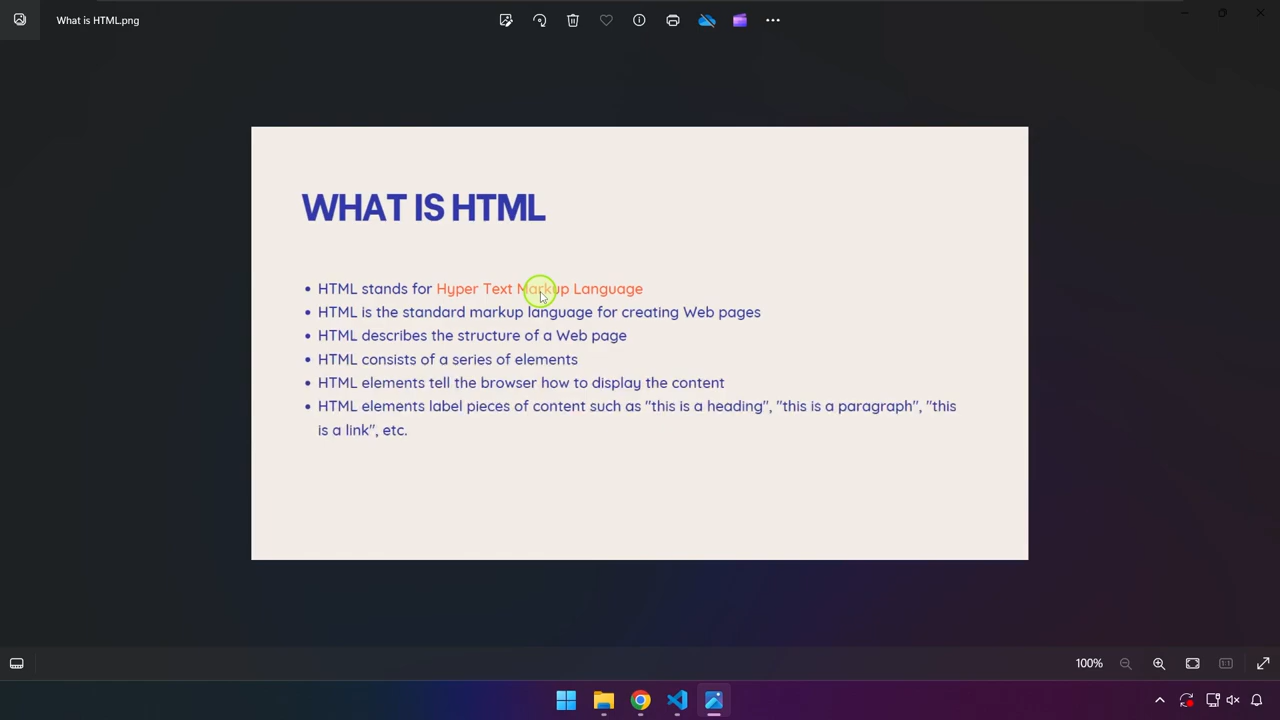 What is HTML.png
WHAT IS HTML
• HTML stands for Hyper Text Markup Language
• HTML is the standard markup language for creating Web pages
• HTML describes the structure of a Web page
• HTML consists of a series of elements
• HTML elements tell the browser how to display the content
• HTML elements label pieces of content such as "this is a heading", "this is a paragraph", "this
is a link", etc.
100%